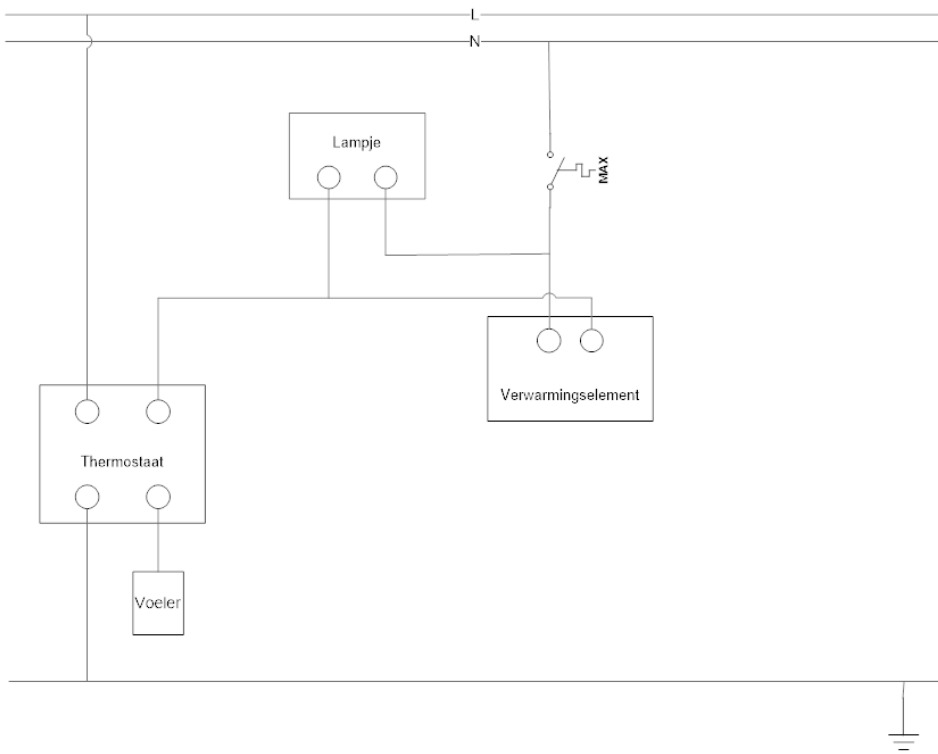 L
N
Lampje
MAX
Verwarmingselement
Thermostaat
Voeler